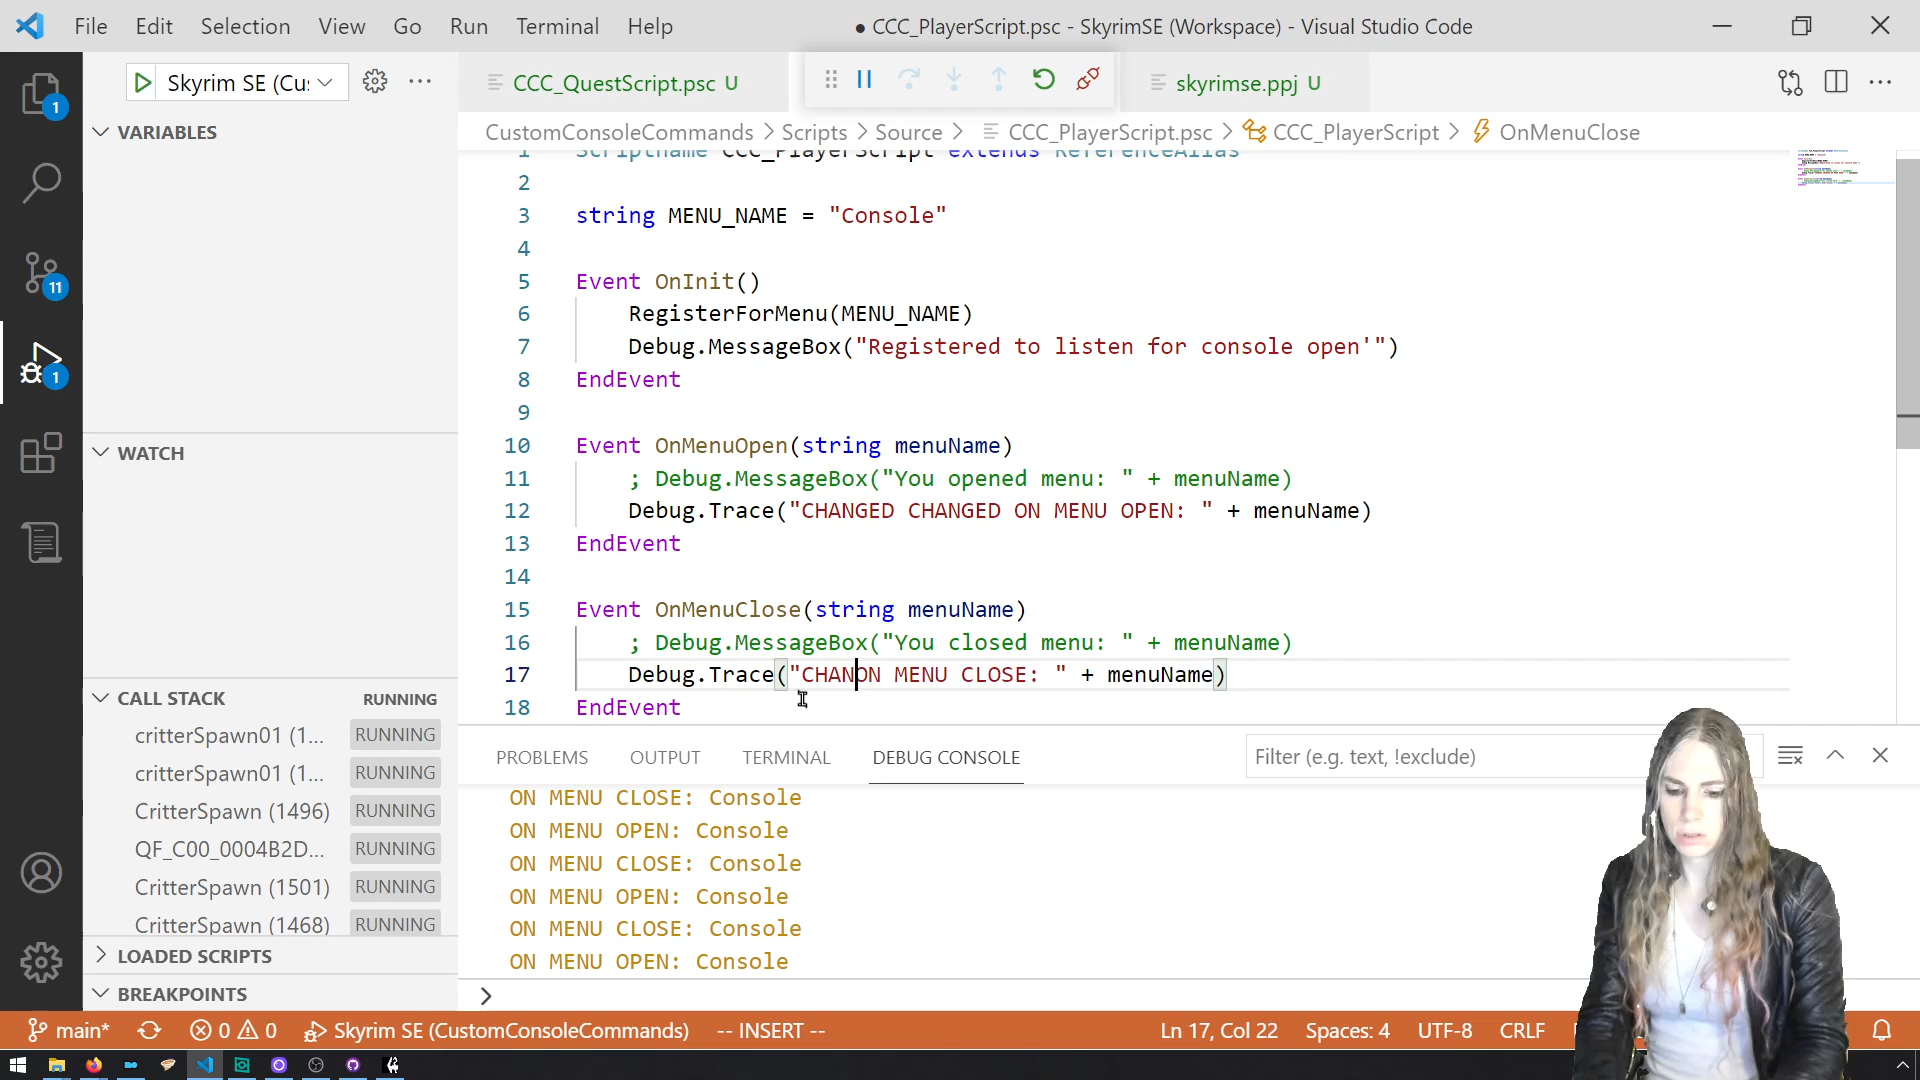 File Edit Selection View Go Run Terminal Help
● CCC_PlayerScript.psc - SkyrimSE (Workspace) - Visual Studio Code
Skyrim SE (Cu:
CCC_QuestScript.psc U
skyrimse.ppj U
CustomConsoleCommands > Scripts > Source > CCC_PlayerScript.psc > CCC_PlayerScript > OnMenuClose
VARIABLES
WATCH
CALL STACK RUNNING
critterSpawn01 (1... RUNNING
critterSpawn01 (1... RUNNING
CritterSpawn (1496) RUNNING
QF_C00_0004B2D... RUNNING
CritterSpawn (1501) RUNNING
CritterSpawn (1468) RUNNING
LOADED SCRIPTS
BREAKPOINTS
1 Scriptname CCC_PlayerScript extends ReferenceAlias
2
3 string MENU_NAME = "Console"
4
5 Event OnInit()
6 RegisterForMenu(MENU_NAME)
7 Debug.MessageBox("Registered to listen for console open'")
8 EndEvent
9
10 Event OnMenuOpen(string menuName)
11 ; Debug.MessageBox("You opened menu: " + menuName)
12 Debug.Trace("CHANGED CHANGED ON MENU OPEN: " + menuName)
13 EndEvent
14
15 Event OnMenuClose(string menuName)
16 ; Debug.MessageBox("You closed menu: " + menuName)
17 Debug.Trace("CHANON MENU CLOSE: " + menuName)
18 EndEvent
PROBLEMS OUTPUT TERMINAL DEBUG CONSOLE
Filter (e.g. text, !exclude)
ON MENU CLOSE: Console
ON MENU OPEN: Console
ON MENU CLOSE: Console
ON MENU OPEN: Console
ON MENU CLOSE: Console
ON MENU OPEN: Console
1
11
1
main* 0 0 Skyrim SE (CustomConsoleCommands) -- INSERT --
Ln 17, Col 22 Spaces: 4 UTF-8 CRLF